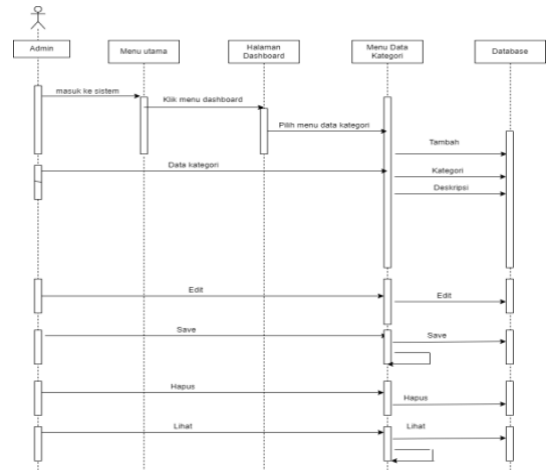 Admin
Menu utama
Halaman
Dashboard
Menu Data
Kategori
Database
masuk ke sistem
Klik menu dashboard
Pilih menu data kategori
Tambah
Data kategori
Kategori
Deskripsi
Edit
Edit
Save
Save
Hapus
Hapus
Lihat
Lihat